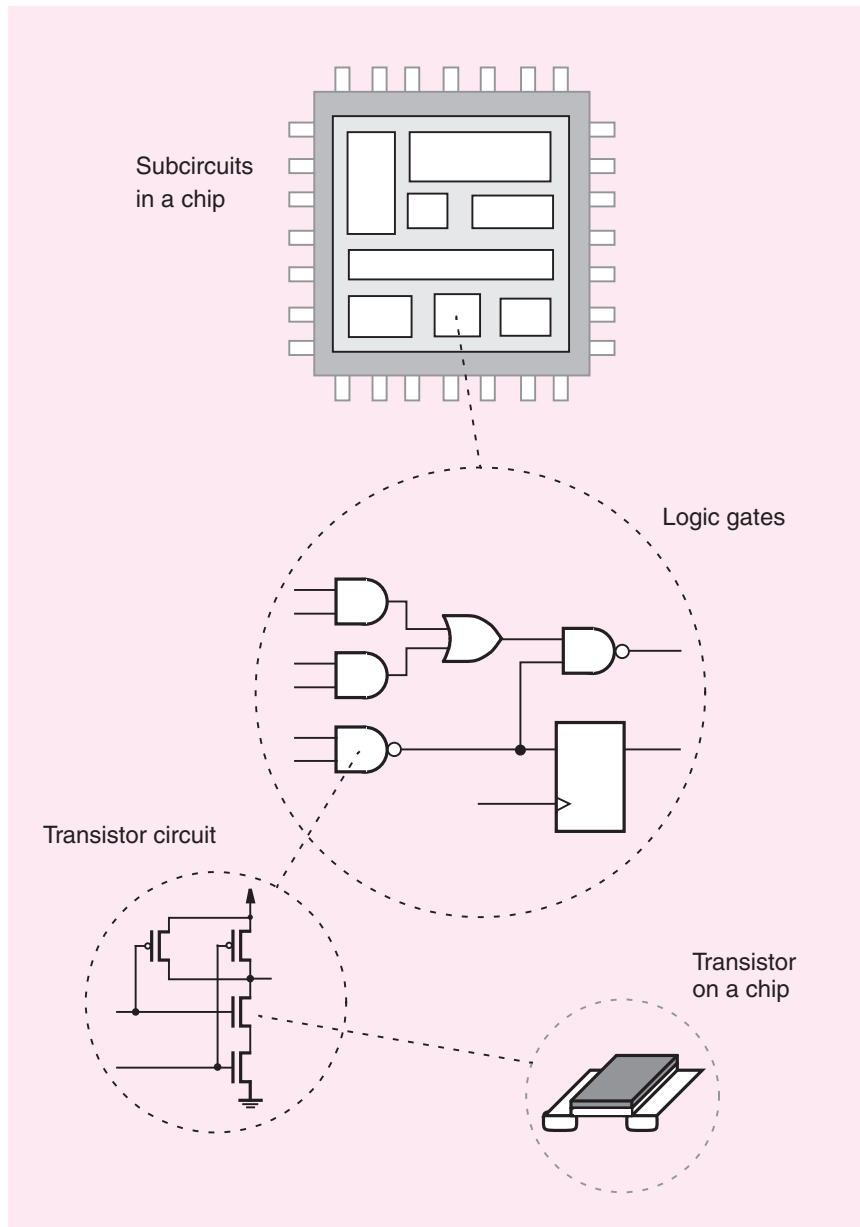 Subcircuits
in a chip
Logic gates
Transistor circuit
Transistor
on a chip